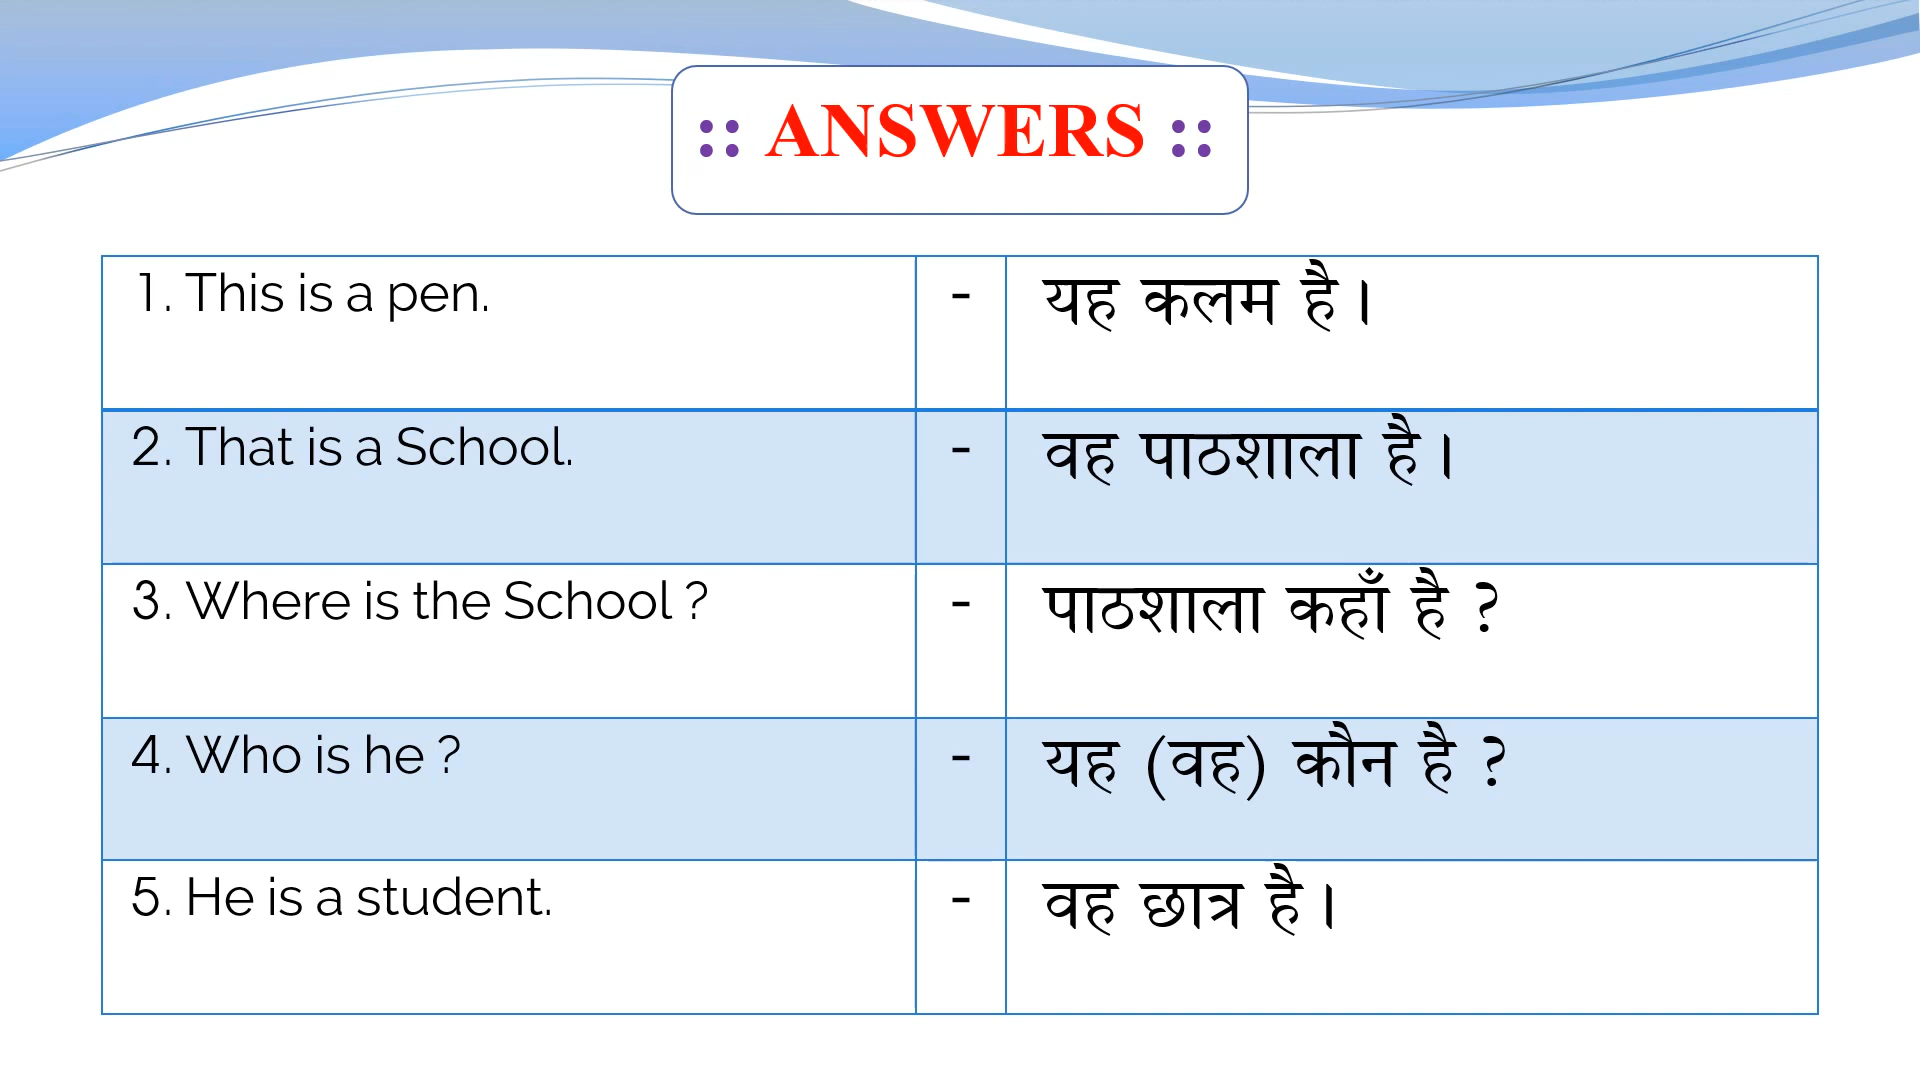 :: ANSWERS ::
1. This is a pen. - यह कलम है।
2. That is a School. - वह पाठशाला है।
3. Where is the School ? - पाठशाला कहाँ है ?
4. Who is he ? - यह (वह) कौन है ?
5. He is a student. - वह छात्र है।